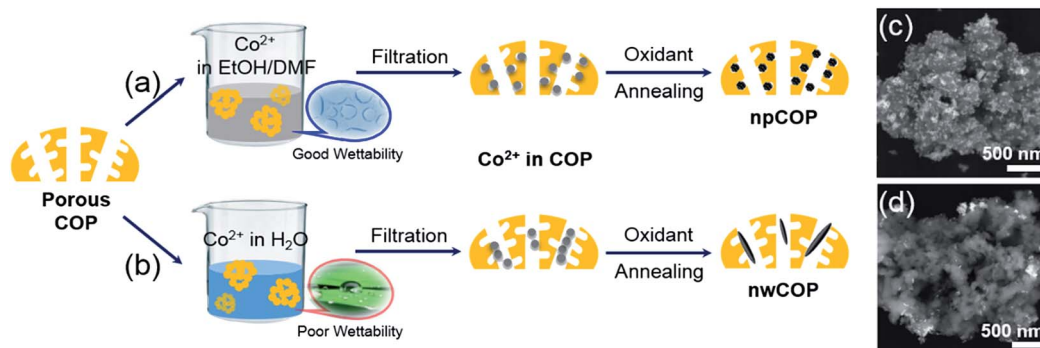 (a)
Co²⁺
in EtOH/DMF
Good Wettability
Filtration
Oxidant
Annealing
npCOP
(c)
500 nm
Porous
COP
Co²⁺ in COP
(b)
Co²⁺ in H₂O
Poor Wettability
Filtration
Oxidant
Annealing
nwCOP
(d)
500 nm